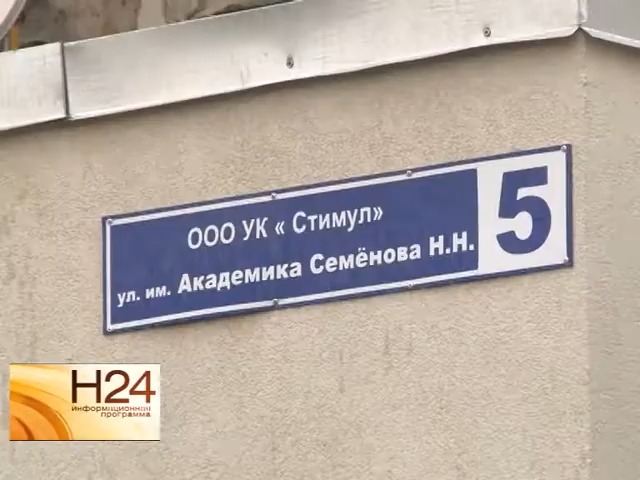 ООО УК « Стимул»
ул. им. Академика Семёнова Н.Н.
5
Н24
информационная
программа